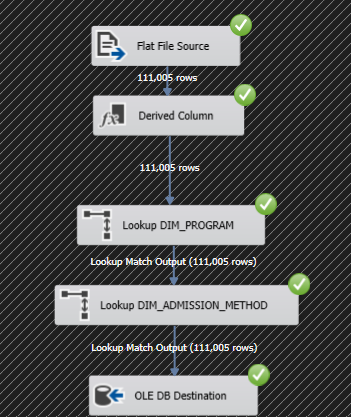 Flat File Source
111,005 rows
Derived Column
111,005 rows
Lookup DIM_PROGRAM
Lookup Match Output (111,005 rows)
Lookup DIM_ADMISSION_METHOD
Lookup Match Output (111,005 rows)
OLE DB Destination